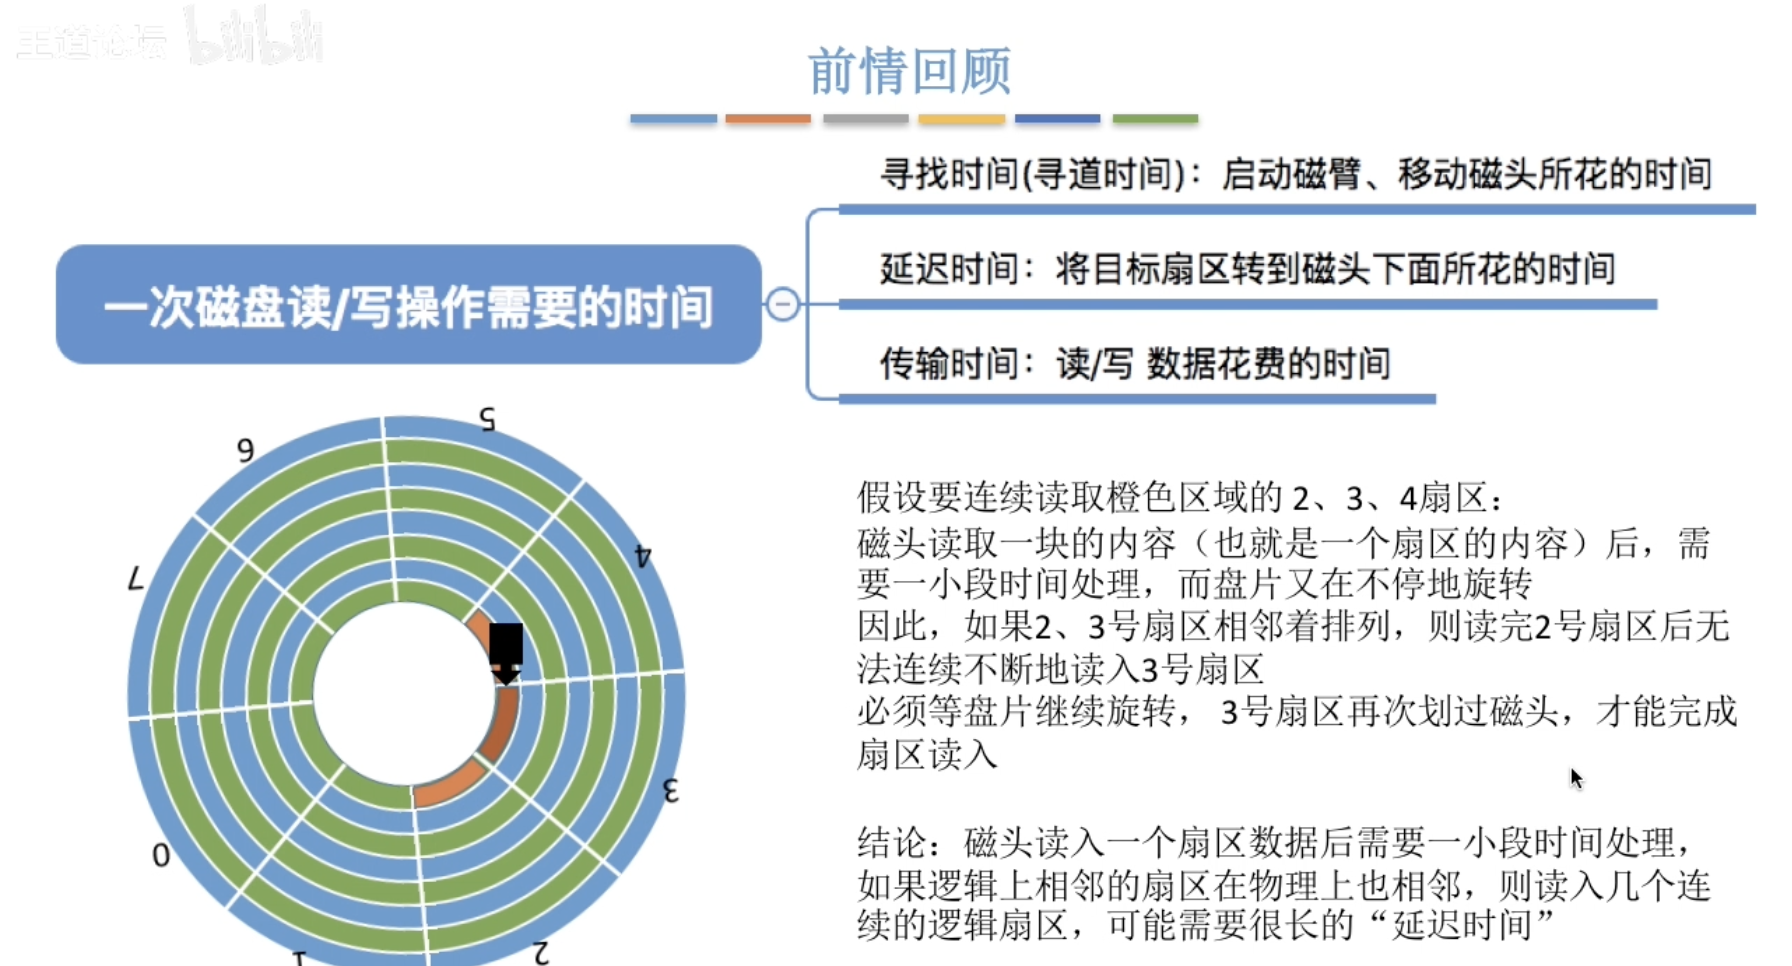 王道论坛 bilibili
前情回顾
寻找时间(寻道时间)：启动磁臂、移动磁头所花的时间
延迟时间：将目标扇区转到磁头下面所花的时间
一次磁盘读/写操作需要的时间
传输时间：读/写 数据花费的时间
5
6
4
7
3
0
1
2
假设要连续读取橙色区域的 2、3、4扇区：
磁头读取一块的内容（也就是一个扇区的内容）后，需
要一小段时间处理，而盘片又在不停地旋转
因此，如果2、3号扇区相邻着排列，则读完2号扇区后无
法连续不断地读入3号扇区
必须等盘片继续旋转， 3号扇区再次划过磁头，才能完成
扇区读入
结论：磁头读入一个扇区数据后需要一小段时间处理，
如果逻辑上相邻的扇区在物理上也相邻，则读入几个连
续的逻辑扇区，可能需要很长的“延迟时间”